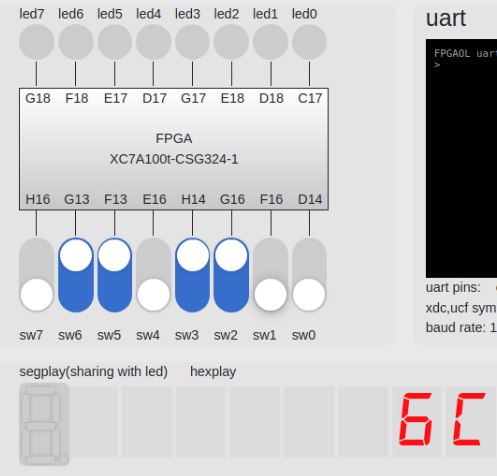 led7 led6 led5 led4 led3 led2 led1 led0
G18 F18 E17 D17 G17 E18 D18 C17
FPGA
XC7A100t-CSG324-1
H16 G13 F13 E16 H14 G16 F16 D14
sw7 sw6 sw5 sw4 sw3 sw2 sw1 sw0
uart
FPGAOL uart
>
uart pins:
xdc,ucf sym
baud rate: 1
segplay(sharing with led) hexplay
6C